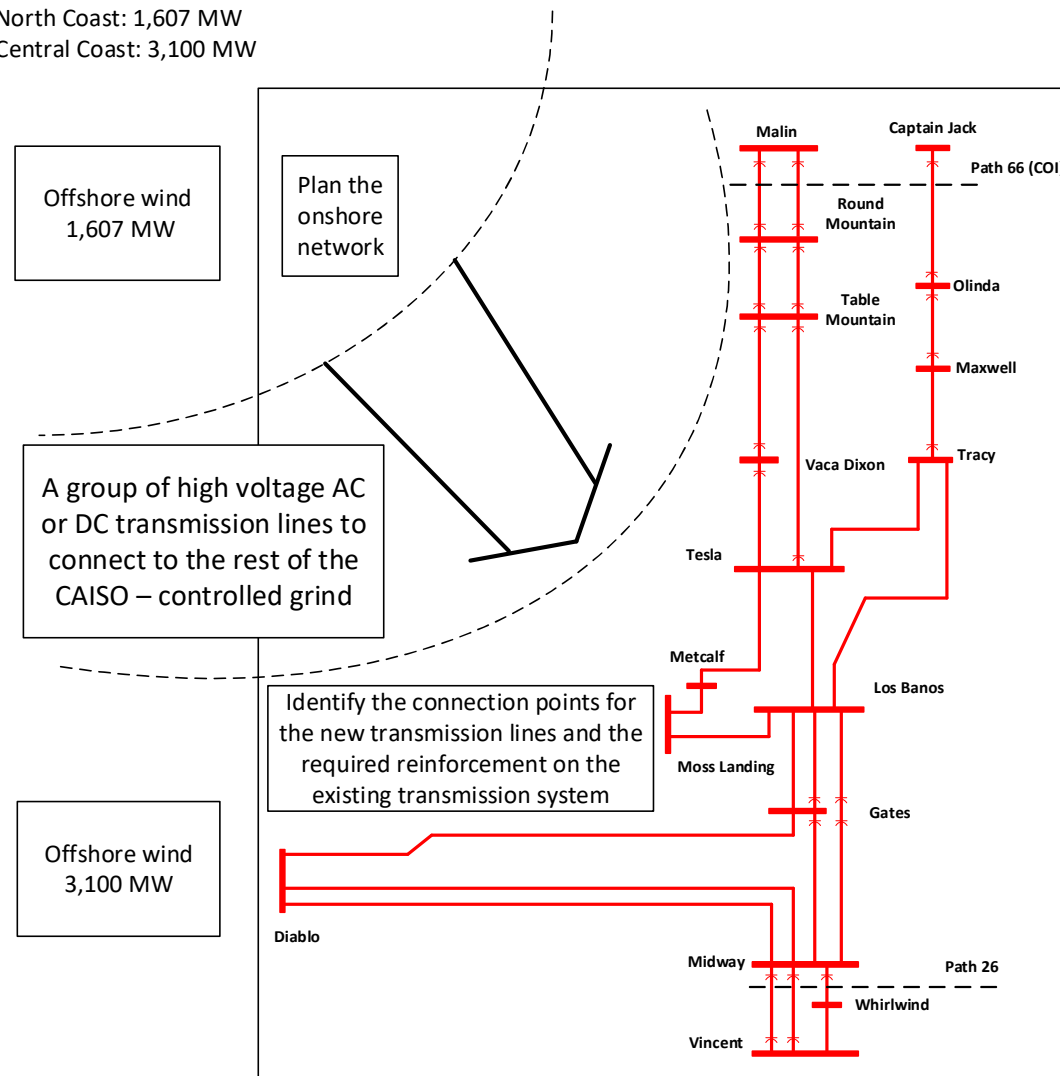 North Coast: 1,607 MW
Central Coast: 3,100 MW
Malin
Captain Jack
Path 66 (COI)
Offshore wind
1,607 MW
Plan the
onshore
network
Round
Mountain
Olinda
Table
Mountain
Maxwell
Vaca Dixon
Tracy
A group of high voltage AC
or DC transmission lines to
connect to the rest of the
CAISO – controlled grind
Tesla
Metcalf
Los Banos
Identify the connection points for
the new transmission lines and the
required reinforcement on the
existing transmission system
Moss Landing
Gates
Offshore wind
3,100 MW
Diablo
Midway
Path 26
Whirlwind
Vincent